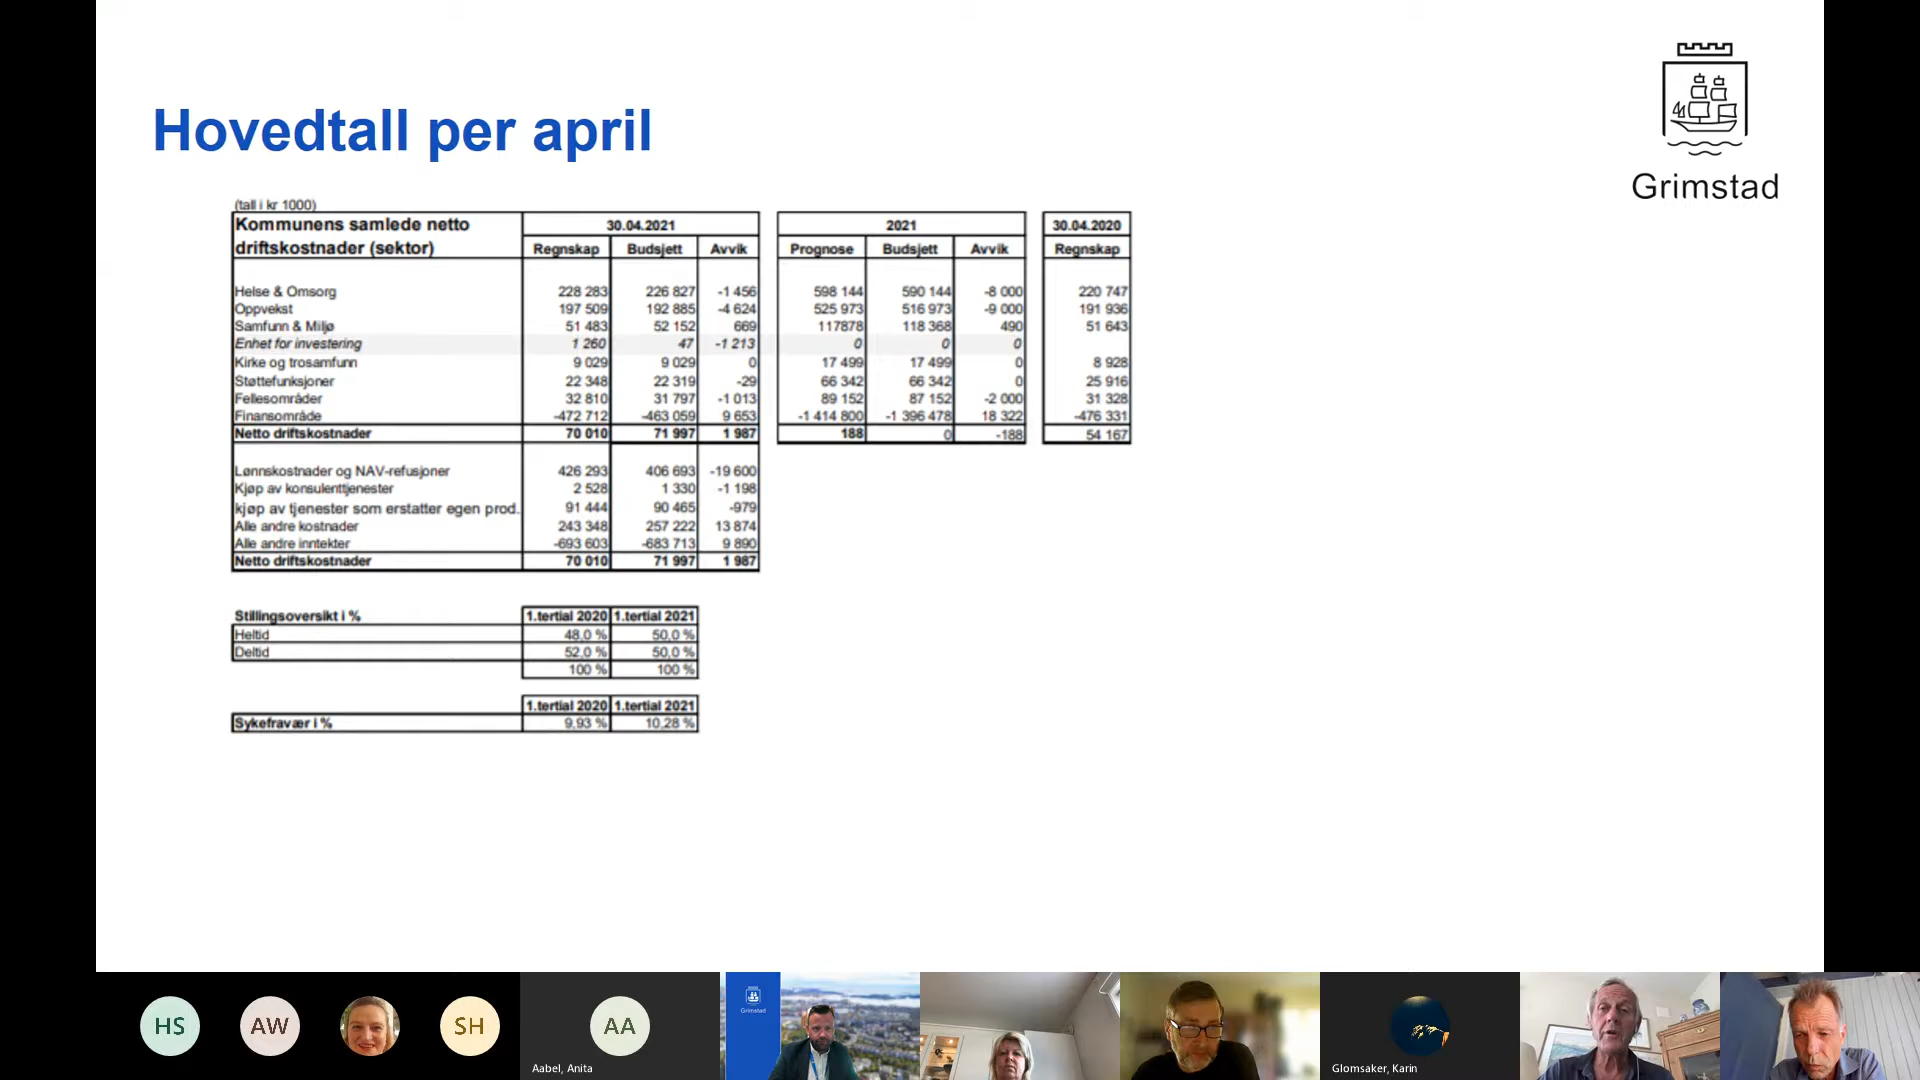 Hovedtall per april
Grimstad
(tall i kr 1000)
Kommunens samlede netto driftskostnader (sektor) 30.04.2021 2021 30.04.2020
Regnskap Budsjett Avvik Prognose Budsjett Avvik Regnskap
Helse & Omsorg 228 283 226 827 -1 456 598 144 590 144 -8 000 220 747
Oppvekst 197 509 192 885 -4 624 525 973 516 973 -9 000 191 936
Samfunn & Miljø 51 483 52 152 669 117878 118 368 490 51 643
Enhet for investering 1 260 47 -1 213 0 0 0
Kirke og trosamfunn 9 029 9 029 0 17 499 17 499 0 8 928
Støttefunksjoner 22 348 22 319 -29 66 342 66 342 0 25 916
Fellesområder 32 810 31 797 -1 013 89 152 87 152 -2 000 31 328
Finansområde -472 712 -463 059 9 653 -1 414 800 -1 396 478 18 322 -476 331
Netto driftskostnader 70 010 71 997 1 987 188 0 -188 54 167
Lønnskostnader og NAV-refusjoner 426 293 406 693 -19 600
Kjøp av konsulenttjenester 2 528 1 330 -1 198
kjøp av tjenester som erstatter egen prod. 91 444 90 465 -979
Alle andre kostnader 243 348 257 222 13 874
Alle andre inntekter -693 603 -683 713 9 890
Netto driftskostnader 70 010 71 997 1 987
Stillingsoversikt i % 1.tertial 2020 1.tertial 2021
Heltid 48,0 % 50,0 %
Deltid 52,0 % 50,0 %
100 % 100 %
1.tertial 2020 1.tertial 2021
Sykefravær i % 9,93 % 10,28 %
HS AW SH AA
Aabel, Anita
Grimstad
Glomsaker, Karin